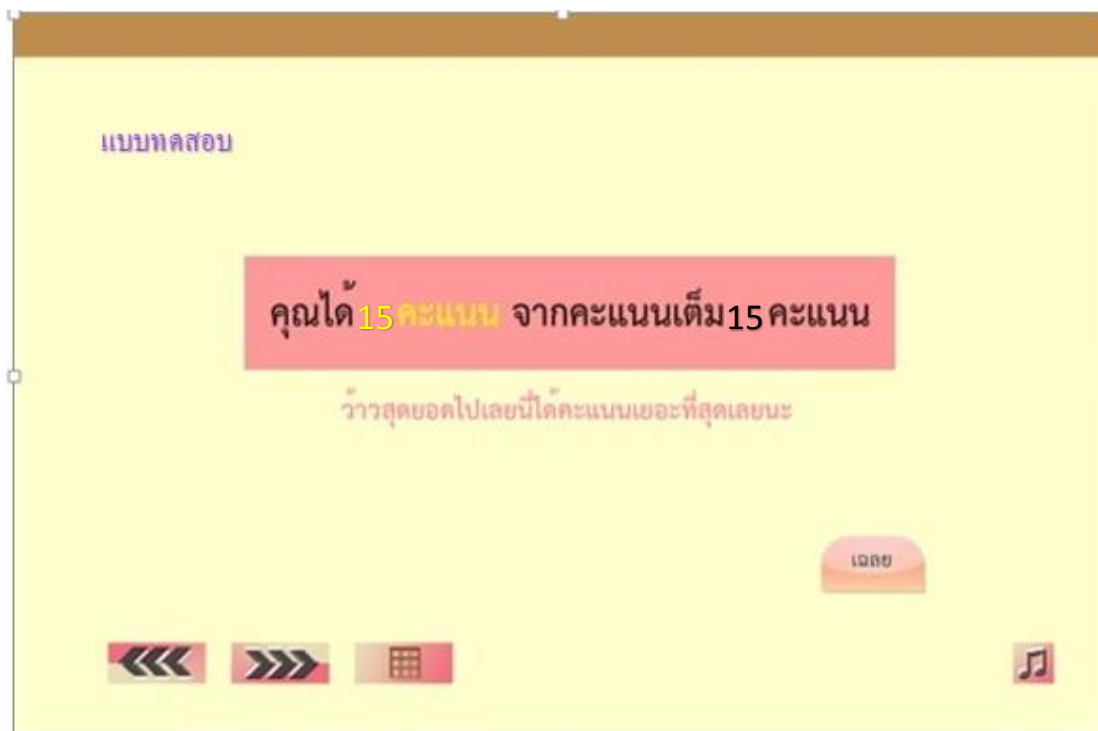 แบบทดสอบ
คุณได้ 15 คะแนน จากคะแนนเต็ม 15 คะแนน
ว้าวสุดยอดไปเลยนี่ได้คะแนนเยอะที่สุดเลยนะ
เฉลย